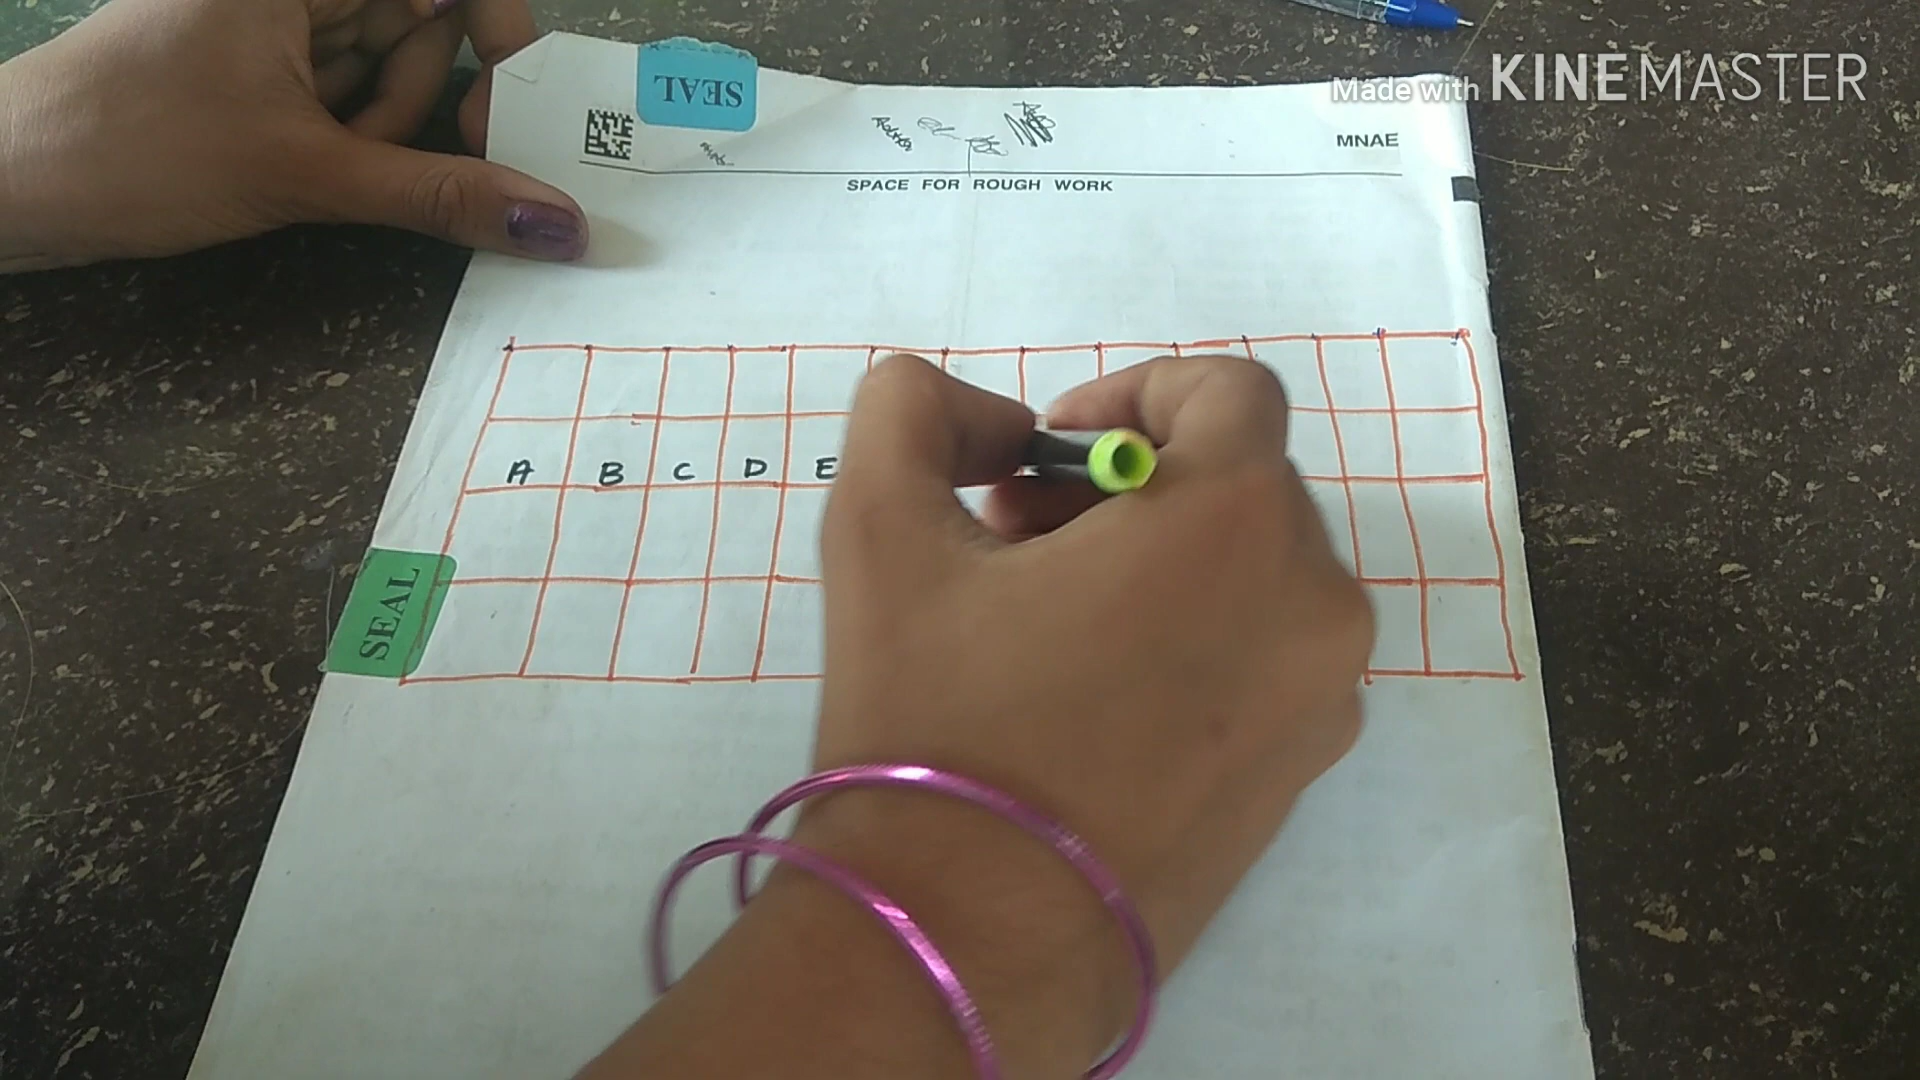 Made with KINEMASTER
SEAL
MNAE
SPACE FOR ROUGH WORK
A B C D E
SEAL